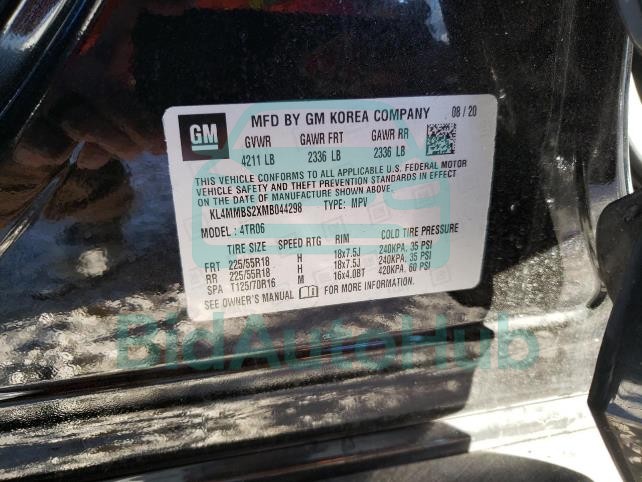 GM
MFD BY GM KOREA COMPANY 08 / 20
GVWR GAWR FRT GAWR RR
4211 LB 2336 LB 2336 LB
THIS VEHICLE CONFORMS TO ALL APPLICABLE U.S. FEDERAL MOTOR
VEHICLE SAFETY AND THEFT PREVENTION STANDARDS IN EFFECT
ON THE DATE OF MANUFACTURE SHOWN ABOVE.
KL4MMBS2XMB044298 TYPE: MPV
MODEL : 4TR06
TIRE SIZE SPEED RTG RIM COLD TIRE PRESSURE
FRT 225/55R18 H 18x7.5J 240KPA, 35 PSI
RR 225/55R18 H 18x7.5J 240KPA, 35 PSI
SPA T125/70R16 M 16x4.0BT 420KPA, 60 PSI
SEE OWNER'S MANUAL FOR MORE INFORMATION.
BidAutoHub